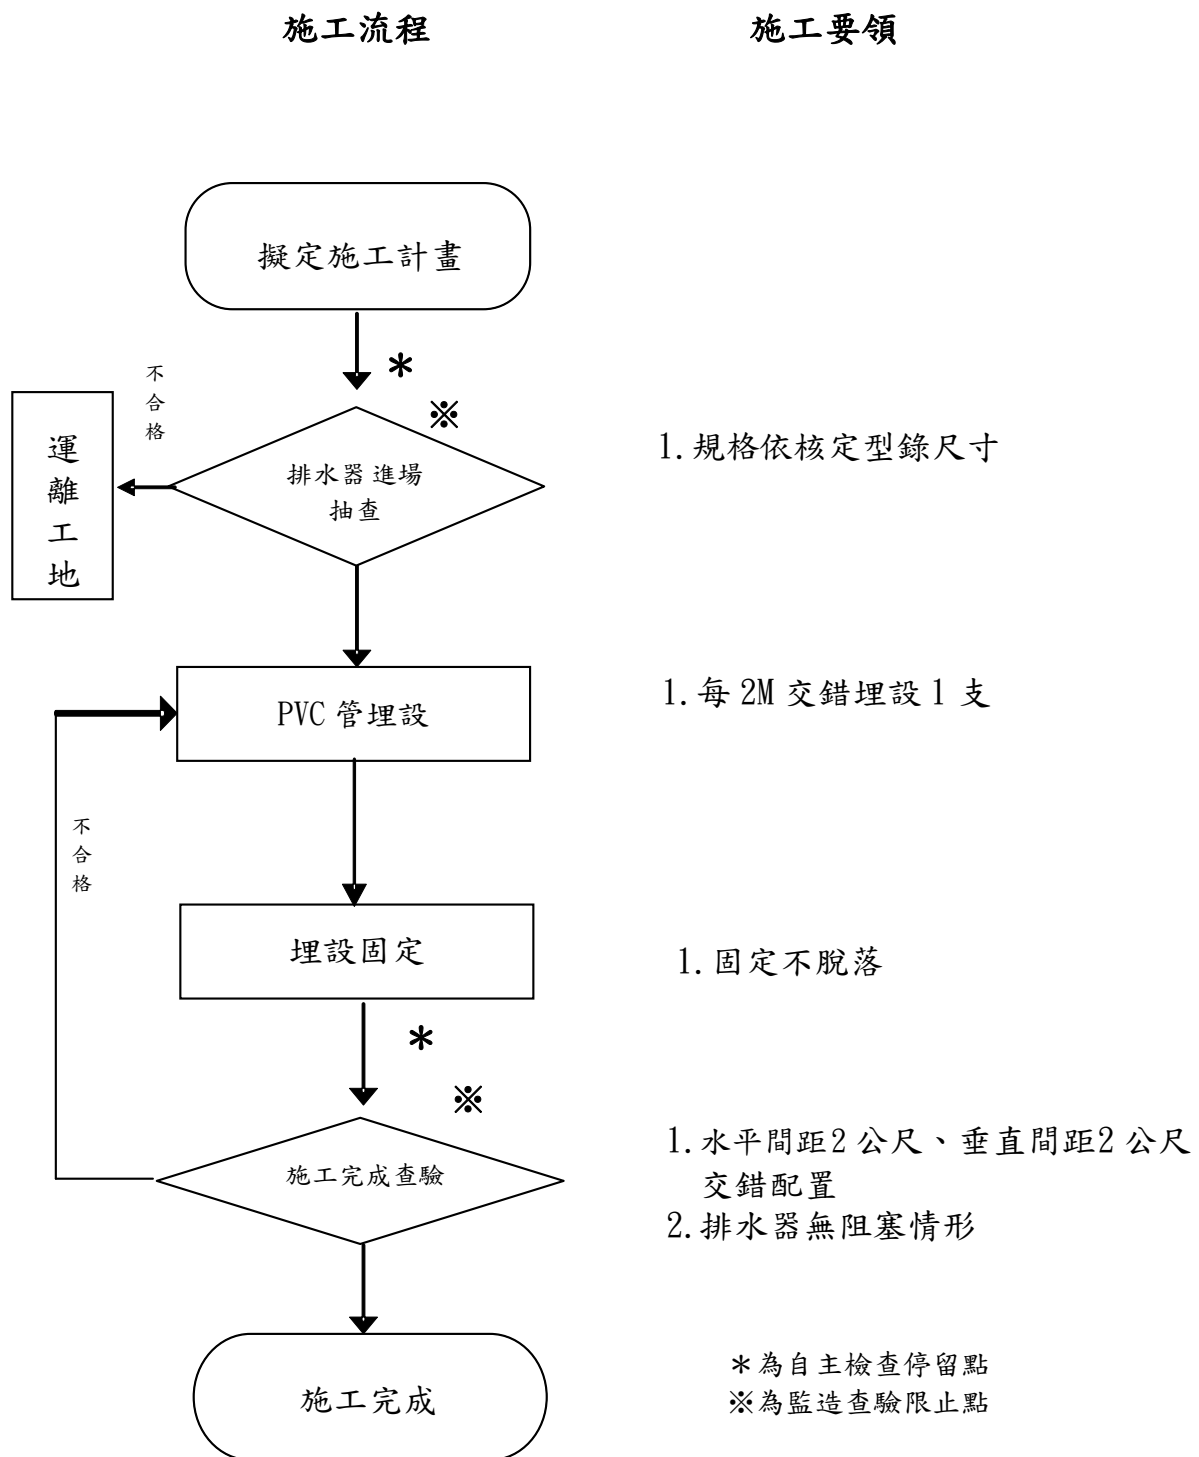 施工流程
施工要領
擬定施工計畫
＊
※
不合格
運離工地
排水器進場
抽查
1.規格依核定型錄尺寸
PVC 管埋設
1.每 2M 交錯埋設 1 支
不合格
埋設固定
1.固定不脫落
＊
※
施工完成查驗
1.水平間距2 公尺、垂直間距2 公尺
交錯配置
2.排水器無阻塞情形
施工完成
＊為自主檢查停留點
※為監造查驗限止點